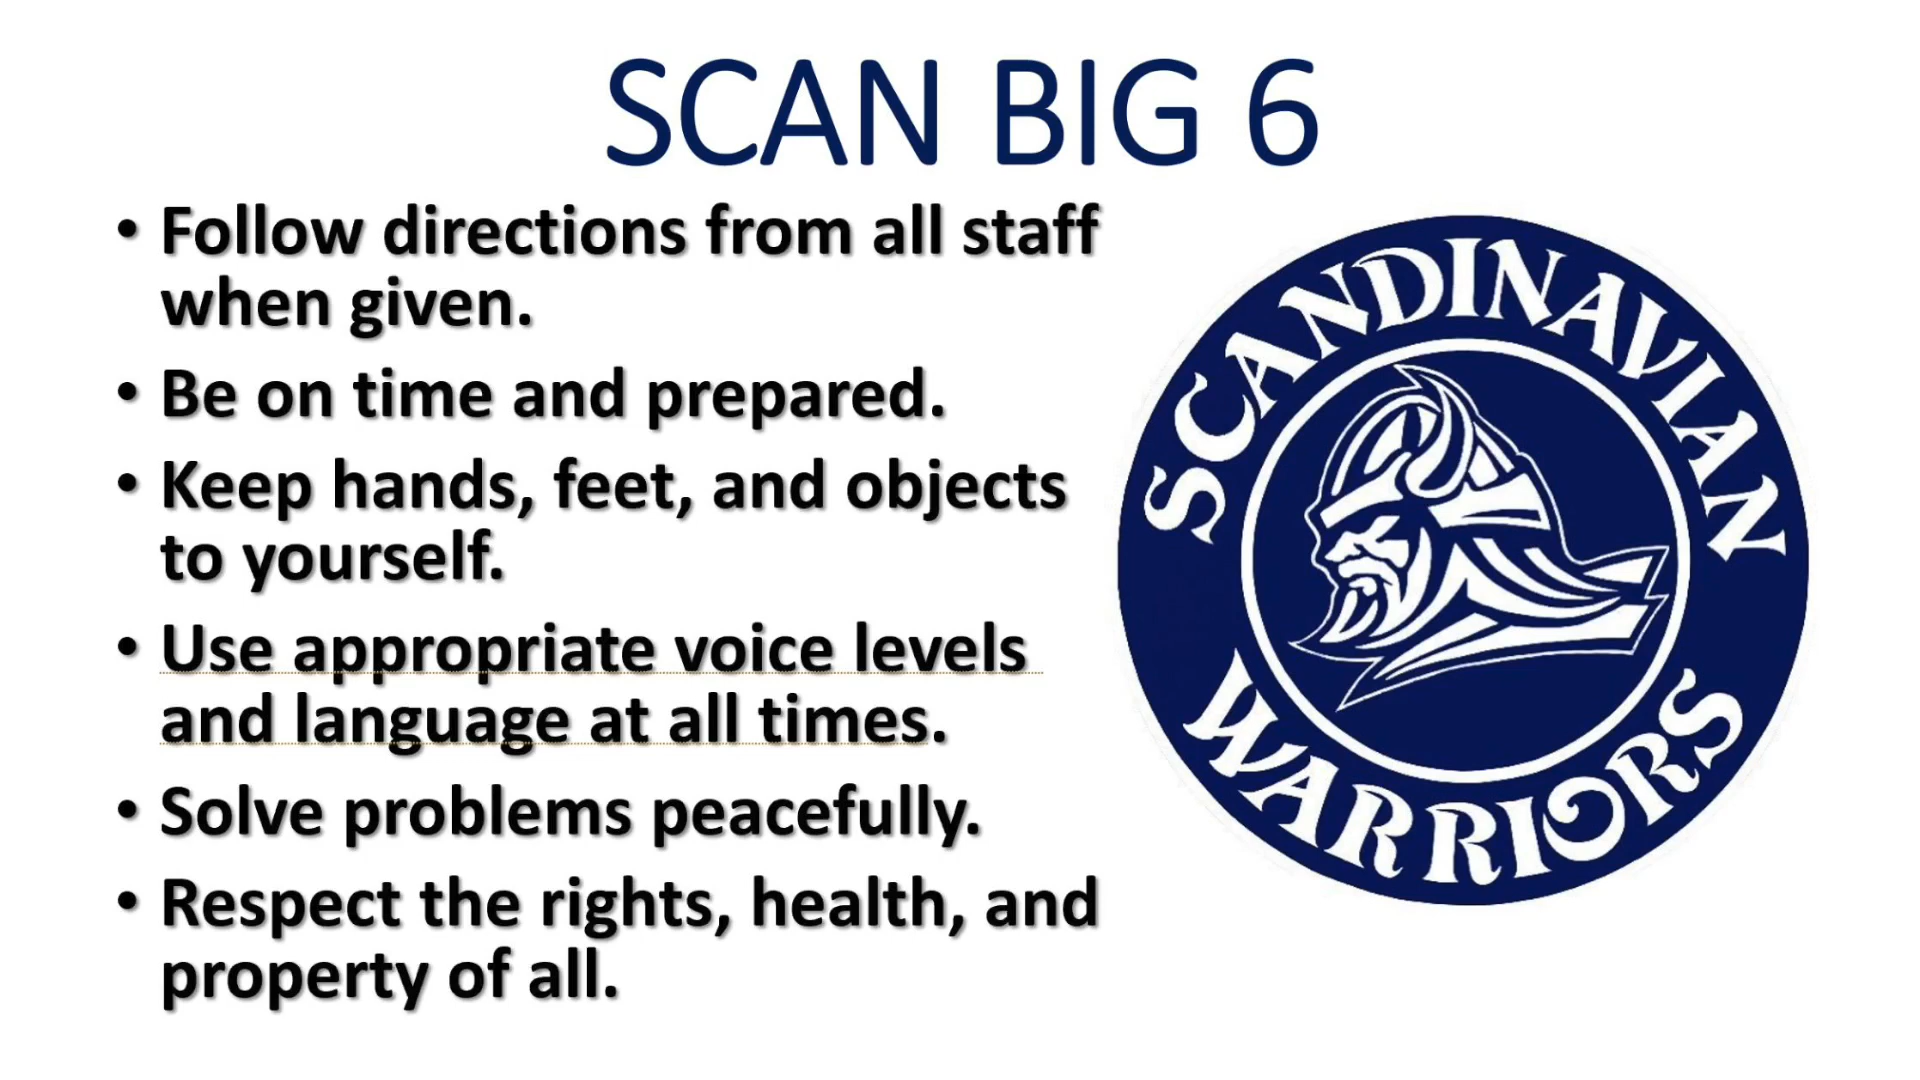 SCAN BIG 6
• Follow directions from all staff
when given.
• Be on time and prepared.
• Keep hands, feet, and objects
to yourself.
• Use appropriate voice levels
and language at all times.
• Solve problems peacefully.
• Respect the rights, health, and
property of all.
SCANDINAVIAN
WARRIORS